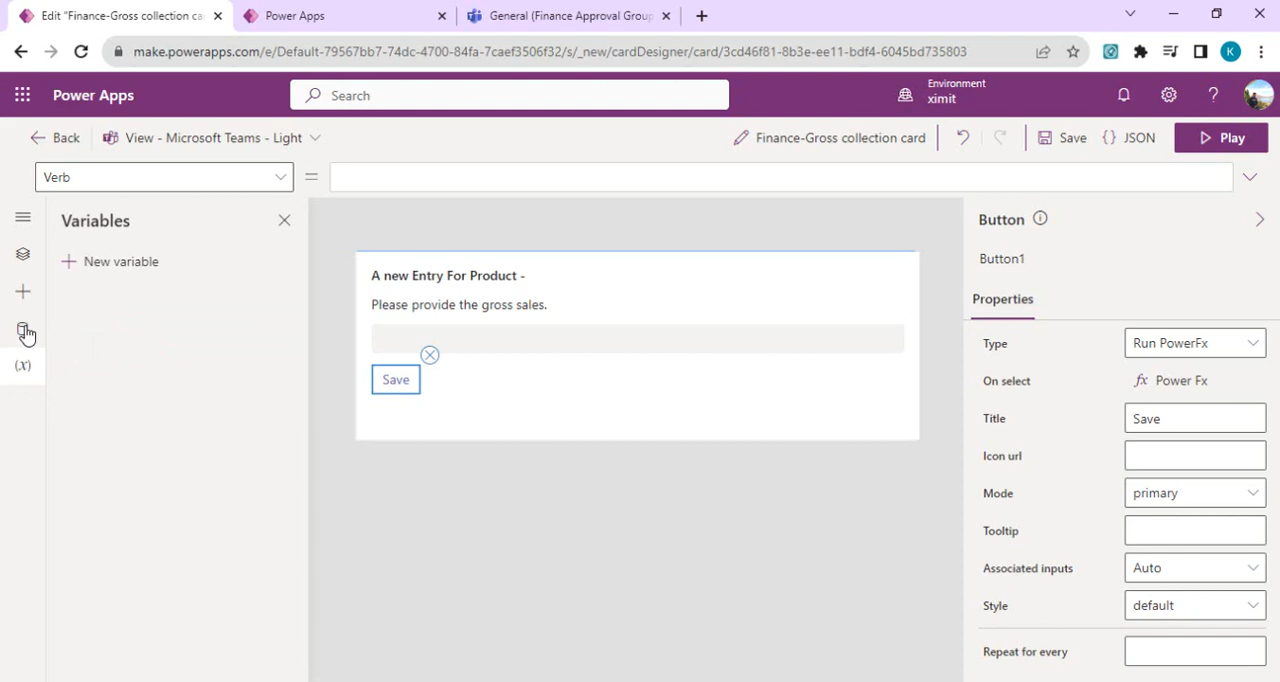 Edit "Finance-Gross collection ca
Power Apps
General (Finance Approval Group
make.powerapps.com/e/Default-79567bb7-74dc-4700-84fa-7caef3506f32/s/_new/cardDesigner/card/3cd46f81-8b3e-ee11-bdf4-6045bd735803
K
Power Apps
Search
Environment
ximit
Back
View - Microsoft Teams - Light
Finance-Gross collection card
Save
{} JSON
Play
Verb
=
Variables
New variable
(x)
A new Entry For Product -
Please provide the gross sales.
Save
Button
Button1
Properties
Type
Run PowerFx
On select
fx Power Fx
Title
Save
Icon url
Mode
primary
Tooltip
Associated inputs
Auto
Style
default
Repeat for every